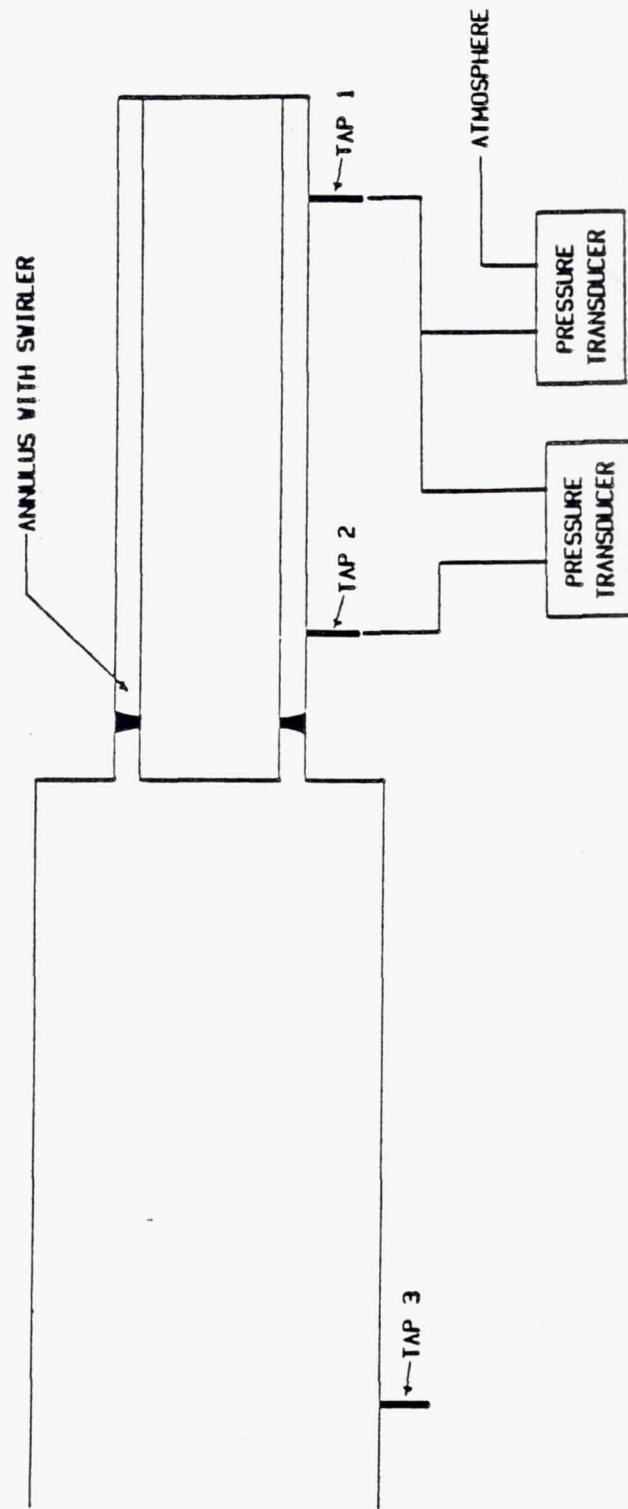 ANNULUS WITH SWIRLER
TAP 3
TAP 2
TAP 1
ATMOSPHERE
PRESSURE
TRANSDUCER
PRESSURE
TRANSDUCER